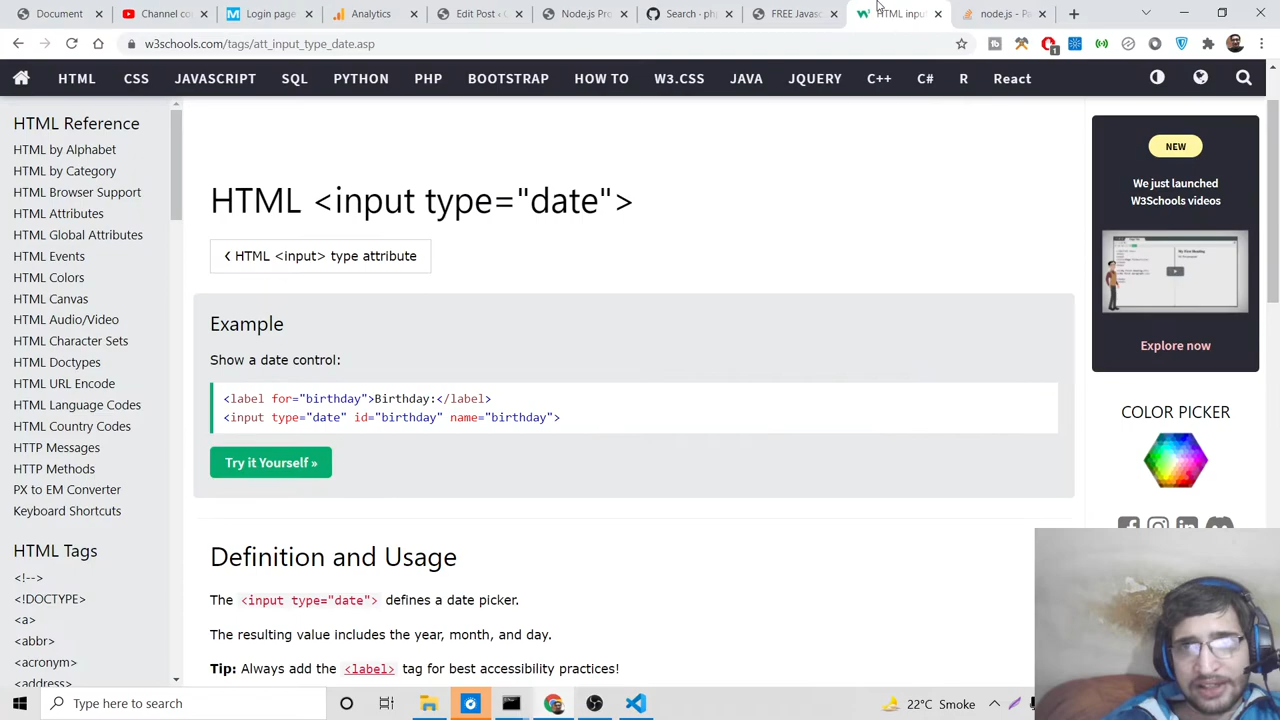 Document
Channel co
Login page
Analytics
Edit Post ‹
Node.js Pro
Search · ph
FREE Javas
HTML inpu
node.js - Pa
w3schools.com/tags/att_input_type_date.asp
1
HTML
CSS
JAVASCRIPT
SQL
PYTHON
PHP
BOOTSTRAP
HOW TO
W3.CSS
JAVA
JQUERY
C++
C#
R
React
HTML Reference
HTML by Alphabet
HTML by Category
HTML Browser Support
HTML Attributes
HTML Global Attributes
HTML Events
HTML Colors
HTML Canvas
HTML Audio/Video
HTML Character Sets
HTML Doctypes
HTML URL Encode
HTML Language Codes
HTML Country Codes
HTTP Messages
HTTP Methods
PX to EM Converter
Keyboard Shortcuts
HTML Tags
<!-->
<!DOCTYPE>
<a>
<abbr>
<acronym>
<address>
HTML <input type="date">
❮ HTML <input> type attribute
Example
Show a date control:
<label for="birthday">Birthday:</label>
<input type="date" id="birthday" name="birthday">
Try it Yourself »
Definition and Usage
The <input type="date"> defines a date picker.
The resulting value includes the year, month, and day.
Tip: Always add the <label> tag for best accessibility practices!
NEW
We just launched
W3Schools videos
Explore now
COLOR PICKER
Type here to search
22°C Smoke